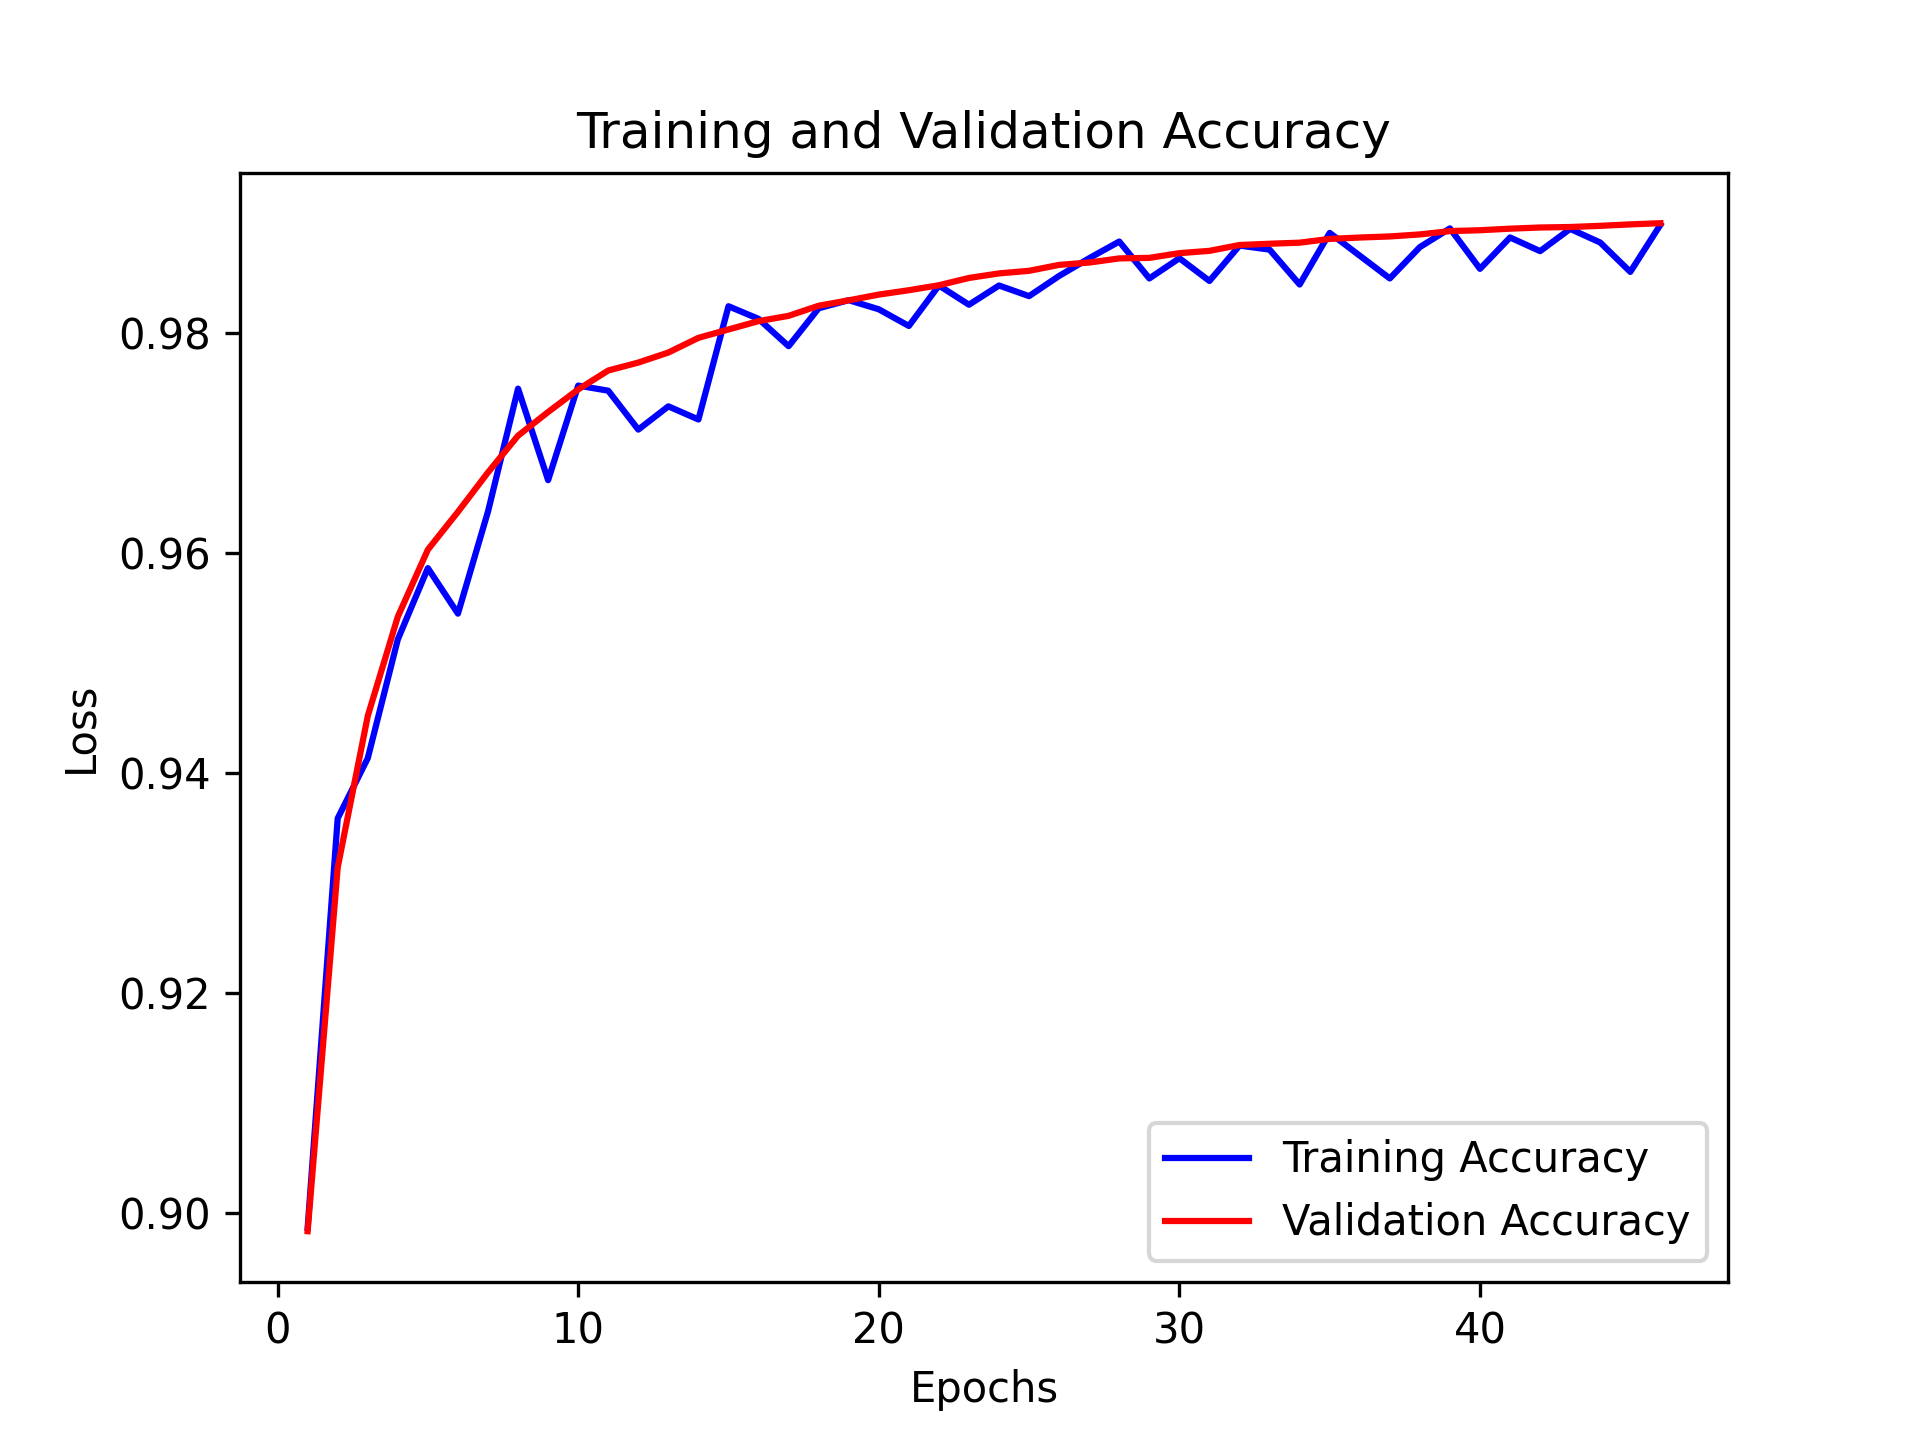 Training and Validation Accuracy
Loss
0.98
0.96
0.94
0.92
0.90
Training Accuracy
Validation Accuracy
0 10 20 30 40
Epochs